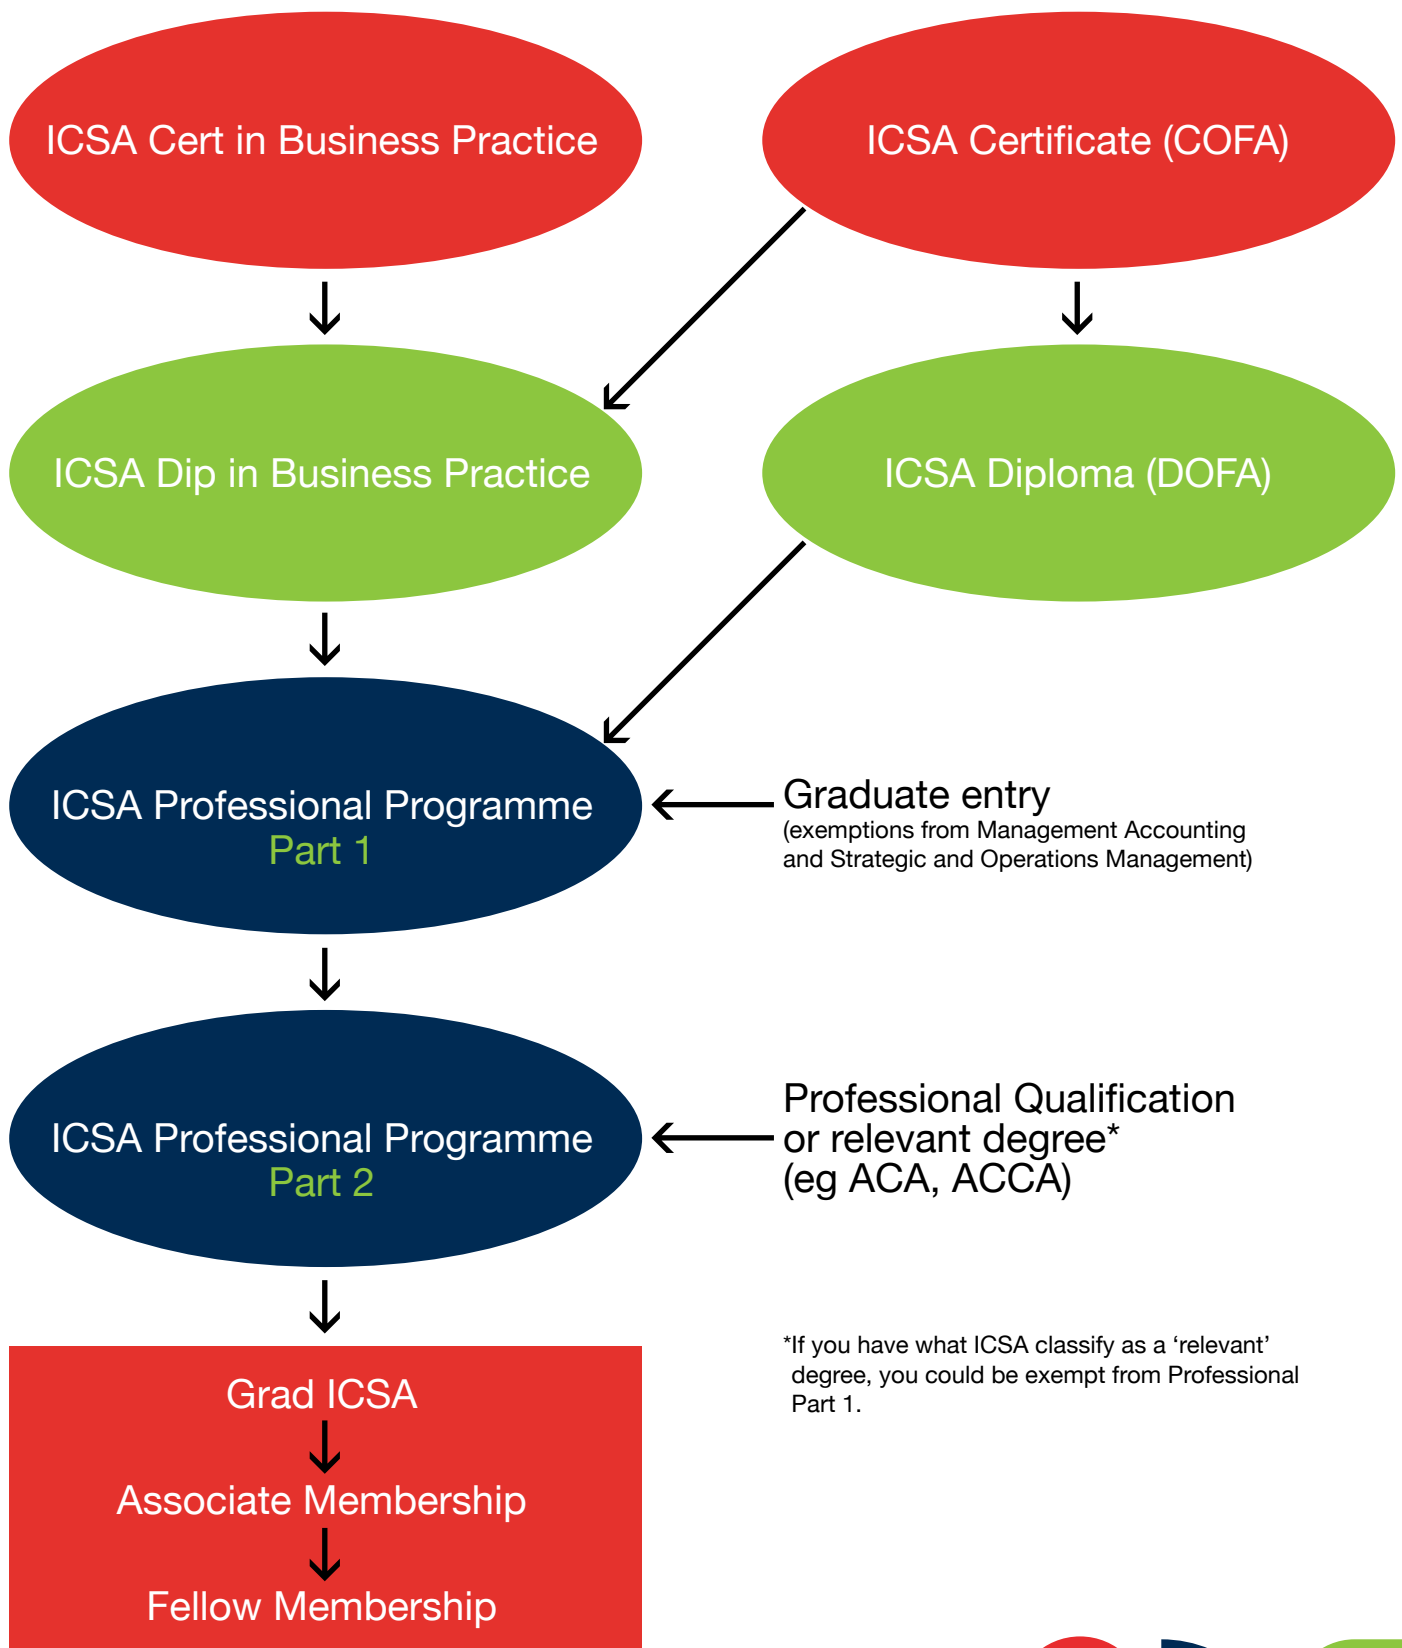 ICSA Cert in Business Practice
ICSA Certificate (COFA)
ICSA Dip in Business Practice
ICSA Diploma (DOFA)
ICSA Professional Programme
Part 1
Graduate entry
(exemptions from Management Accounting
and Strategic and Operations Management)
ICSA Professional Programme
Part 2
Professional Qualification
or relevant degree*
(eg ACA, ACCA)
*If you have what ICSA classify as a ‘relevant’
degree, you could be exempt from Professional
Part 1.
Grad ICSA
Associate Membership
Fellow Membership